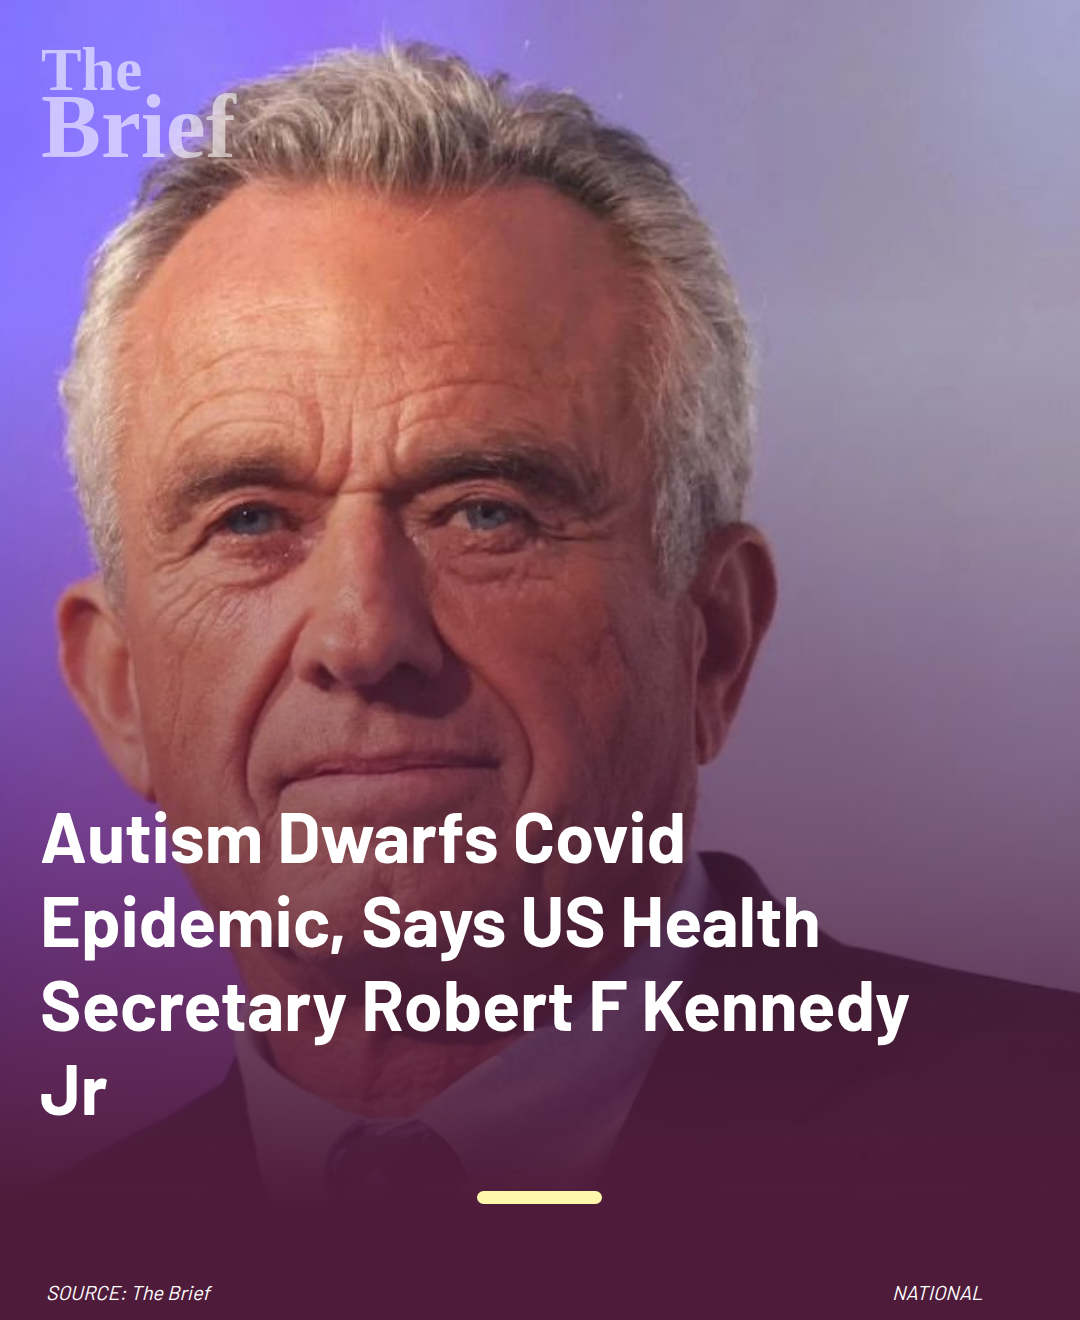 The
Brief
Autism Dwarfs Covid
Epidemic, Says US Health
Secretary Robert F Kennedy
Jr
SOURCE: The Brief
NATIONAL